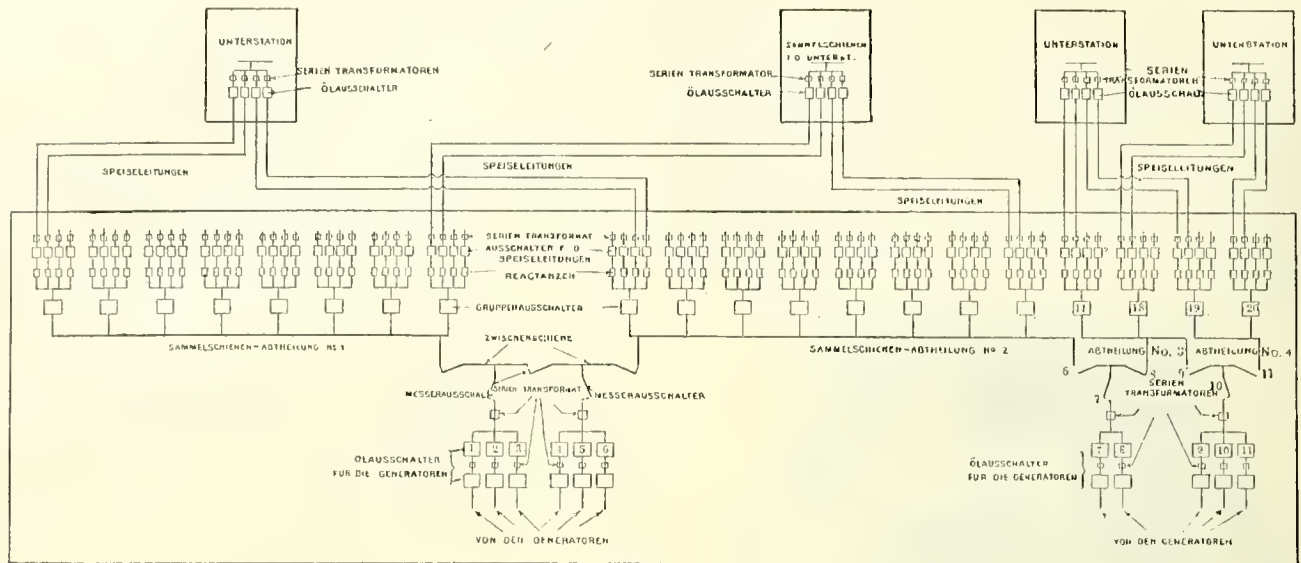 UNTERSTATION
SERIEN TRANSFORMATOREN
ÖLAUSSCHALTER
SAMMELSCHIENEN
F. D. UNTERST.
SERIEN TRANSFORMATOR
ÖLAUSSCHALTER
UNTERSTATION
UNTERSTATION
SERIEN
TRANSFORMATOREN
ÖLAUSSCHALT
SPEISELEITUNGEN
SPEISELEITUNGEN
SPEISELEITUNGEN
SPEISELEITUNGEN
SERIEN TRANSFORMAT
AUSSCHALTER F. D
SPEISELEITUNGEN
REACTANZEN
GRUPPENAUSSCHALTER
17 18 19 20
SAMMELSCHIENEN-ABTHEILUNG No 1
ZWISCHENSCHIENE
SAMMELSCHIENEN-ABTHEILUNG No 2
ABTHEILUNG No. 3
ABTHEILUNG No. 4
6 8 9 11
7 10
SERIEN
TRANSFORMATOREN
SERIEN TRANSFORMAT
MESSERAUSSCHAL
MESSERAUSSCHALTER
1 2 3 4 5 6
7 8 9 10 11
ÖLAUSSCHALTER
FÜR DIE GENERATOREN
ÖLAUSSCHALTER
FÜR DIE GENERATOREN
VON DEN GENERATOREN
VON DEN GENERATOREN